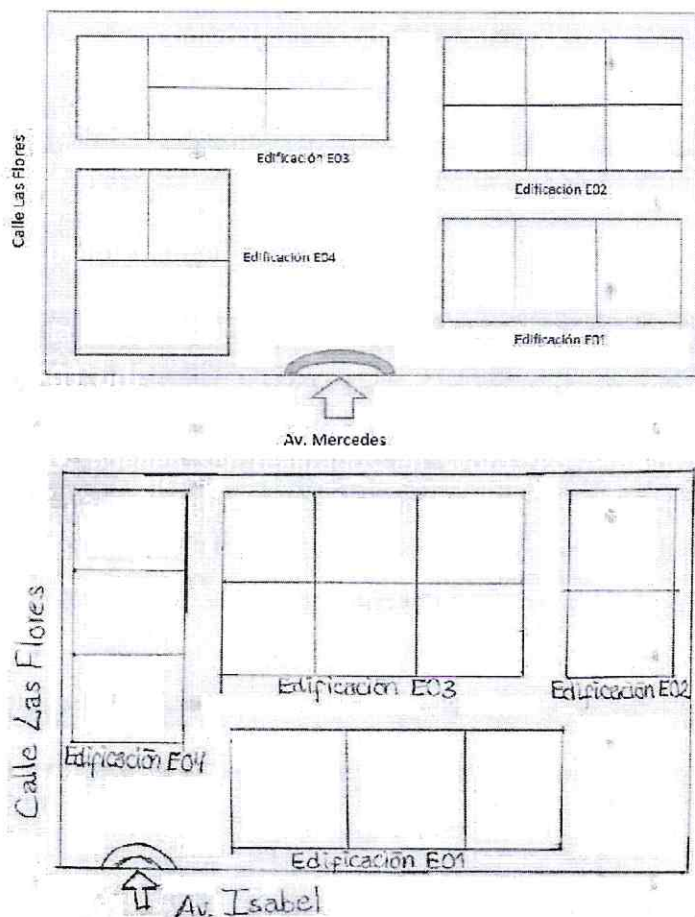 Calle Las Flores
Edificación E03
Edificación E02
Edificación E04
Edificación E01
Av. Mercedes
Calle Las Flores
Edificación E03
Edificación E02
Edificación E04
Edificación E01
Av. Isabel